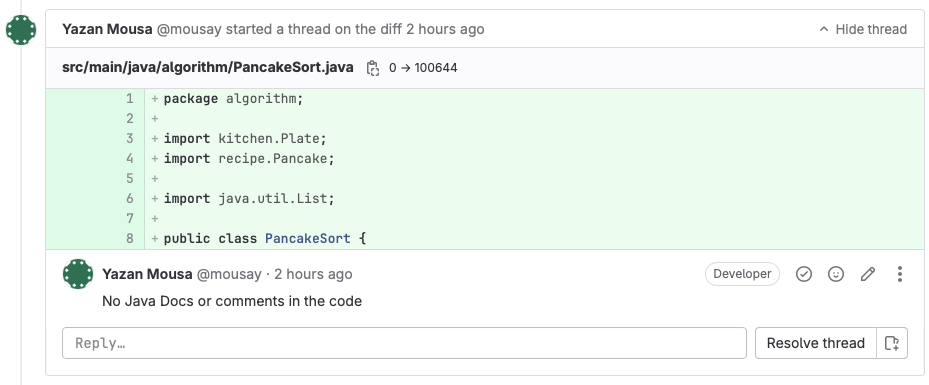 Yazan Mousa @mousay started a thread on the diff 2 hours ago Hide thread
src/main/java/algorithm/PancakeSort.java 0 → 100644
1 + package algorithm;
2 +
3 + import kitchen.Plate;
4 + import recipe.Pancake;
5 +
6 + import java.util.List;
7 +
8 + public class PancakeSort {
Yazan Mousa @mousay · 2 hours ago Developer
No Java Docs or comments in the code
Reply… Resolve thread